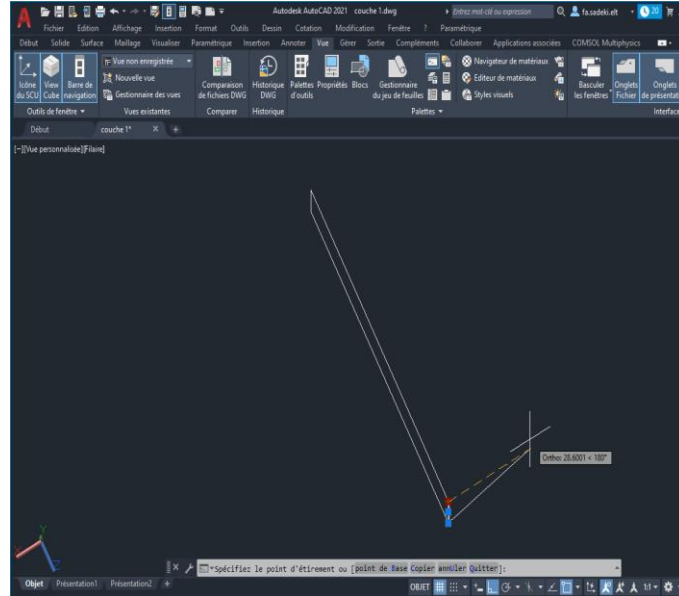 Autodesk AutoCAD 2021 couche 1.dwg
Entrez mot-clé ou expression
fa.sadeki.elt
20
Fichier Edition Affichage Insertion Format Outils Dessin Cotation Modification Fenêtre ? Paramétrique
Début Solide Surface Maillage Visualiser Paramétrique Insertion Annoter Vue Gérer Sortie Compléments Collaborer Applications associées COMSOL Multiphysics
Vue non enregistrée
Nouvelle vue
Gestionnaire des vues
Navigateur de matériaux
Editeur de matériaux
Styles visuels
Icône View Barre de Comparaison Historique Palettes Propriétés Blocs Gestionnaire Basculer Onglets Onglets
du SCU Cube navigation de fichiers DWG DWG d'outils du jeu de feuilles les fenêtres Fichier de présentat
Outils de fenêtre Vues existantes Comparer Historique Palettes Interface
Début couche 1* X +
[-][Vue personnalisée][Filaire]
Ortho: 28.6001 < 180°
Y
X
Z
*Spécifiez le point d'étirement ou [point de Base Copier annUler Quitter]:
Objet Présentation1 Présentation2 +
OBJET
1:1